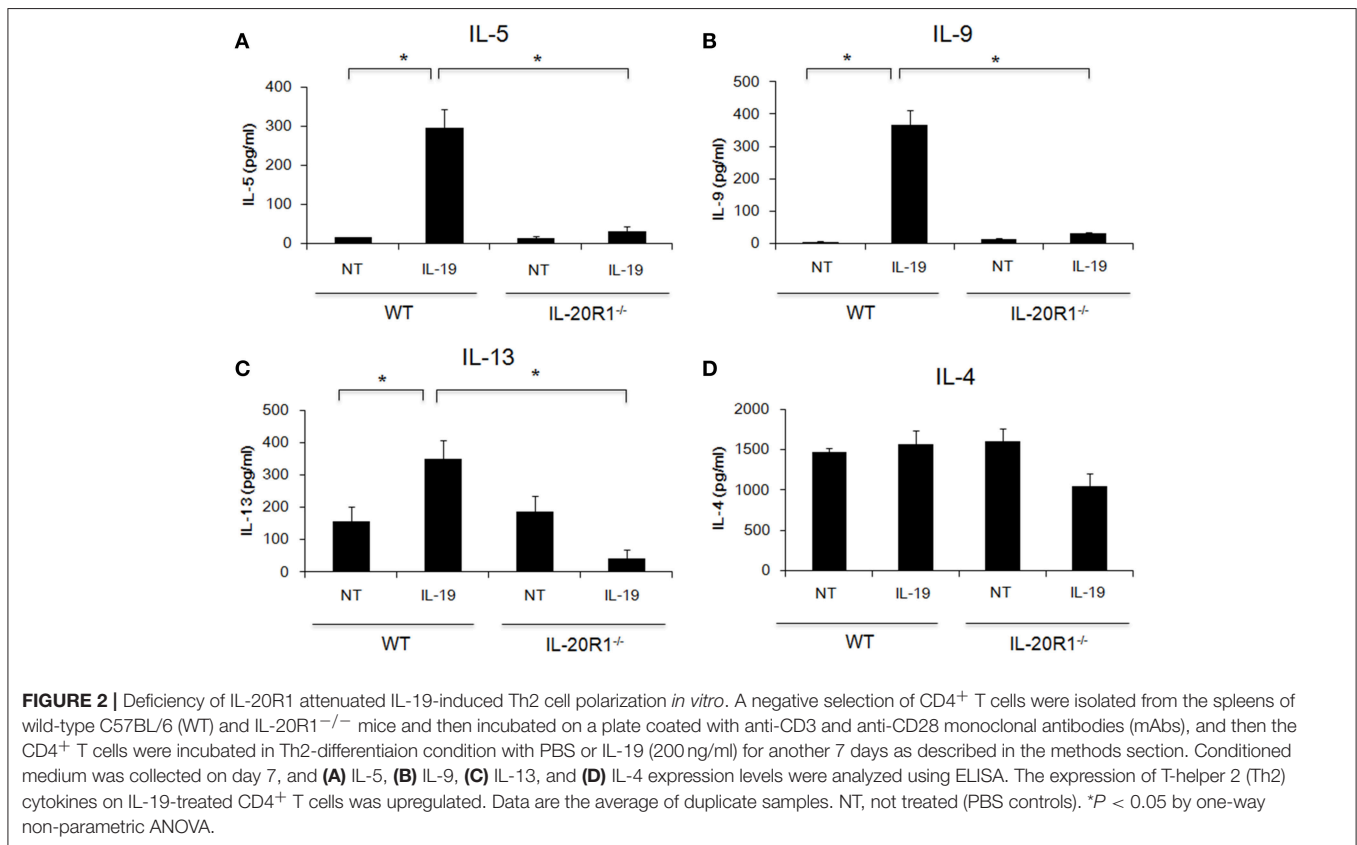 A
IL-5
*
*
IL-5 (pg/ml)
400
300
200
100
0
NT
IL-19
NT
IL-19
WT
IL-20R1-/-
B
IL-9
*
*
IL-9 (pg/ml)
500
400
300
200
100
0
NT
IL-19
NT
IL-19
WT
IL-20R1-/-
C
IL-13
*
*
IL-13 (pg/ml)
500
400
300
200
100
0
NT
IL-19
NT
IL-19
WT
IL-20R1-/-
D
IL-4
IL-4 (pg/ml)
2000
1500
1000
500
0
NT
IL-19
NT
IL-19
WT
IL-20R1-/-
FIGURE 2 | Deficiency of IL-20R1 attenuated IL-19-induced Th2 cell polarization in vitro. A negative selection of CD4+ T cells were isolated from the spleens of
wild-type C57BL/6 (WT) and IL-20R1−/− mice and then incubated on a plate coated with anti-CD3 and anti-CD28 monoclonal antibodies (mAbs), and then the
CD4+ T cells were incubated in Th2-differentiaion condition with PBS or IL-19 (200 ng/ml) for another 7 days as described in the methods section. Conditioned
medium was collected on day 7, and (A) IL-5, (B) IL-9, (C) IL-13, and (D) IL-4 expression levels were analyzed using ELISA. The expression of T-helper 2 (Th2)
cytokines on IL-19-treated CD4+ T cells was upregulated. Data are the average of duplicate samples. NT, not treated (PBS controls). *P < 0.05 by one-way
non-parametric ANOVA.